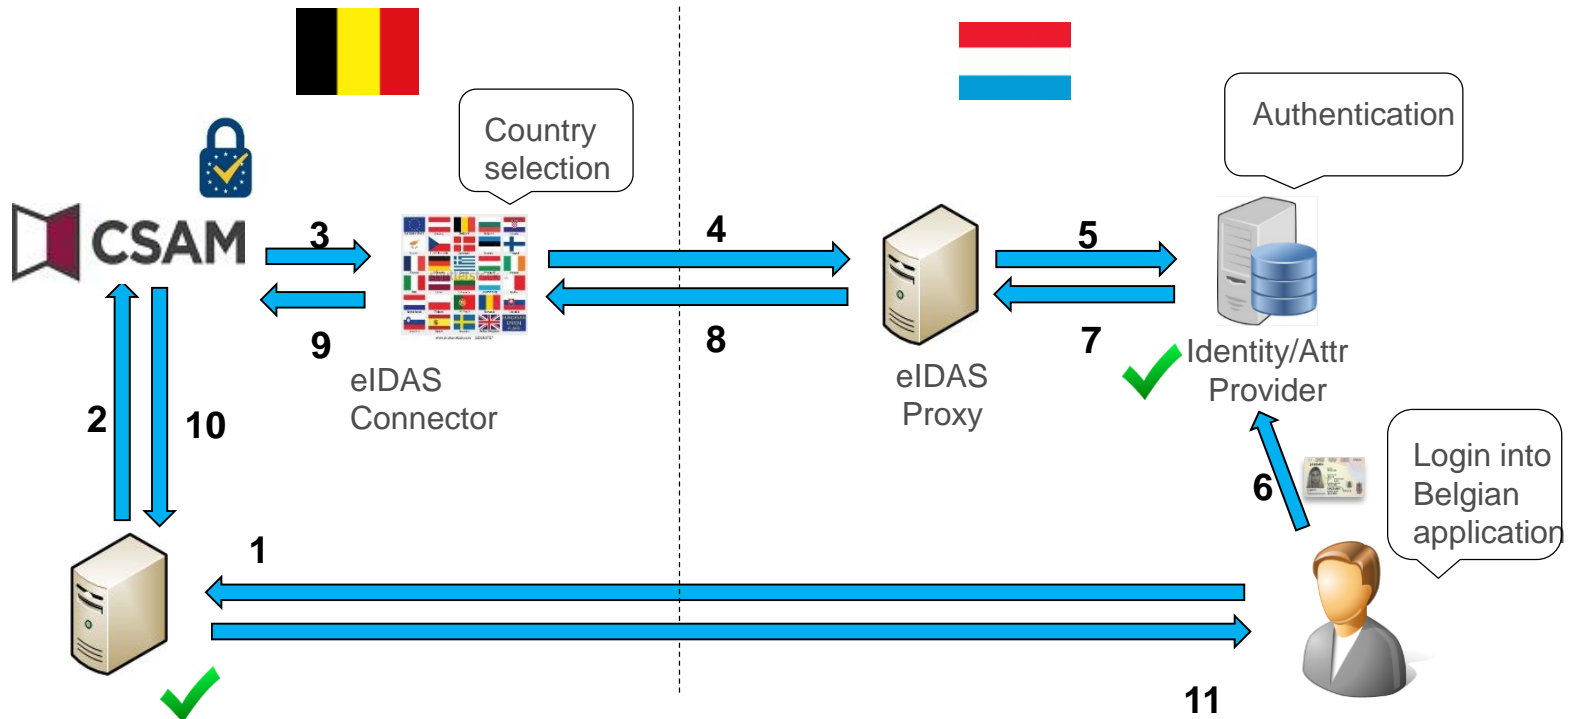 Country
selection
Authentication
CSAM
3
4
5
9
8
7
eIDAS
Connector
eIDAS
Proxy
Identity/Attr
Provider
2
10
6
Login into
Belgian
application
1
11